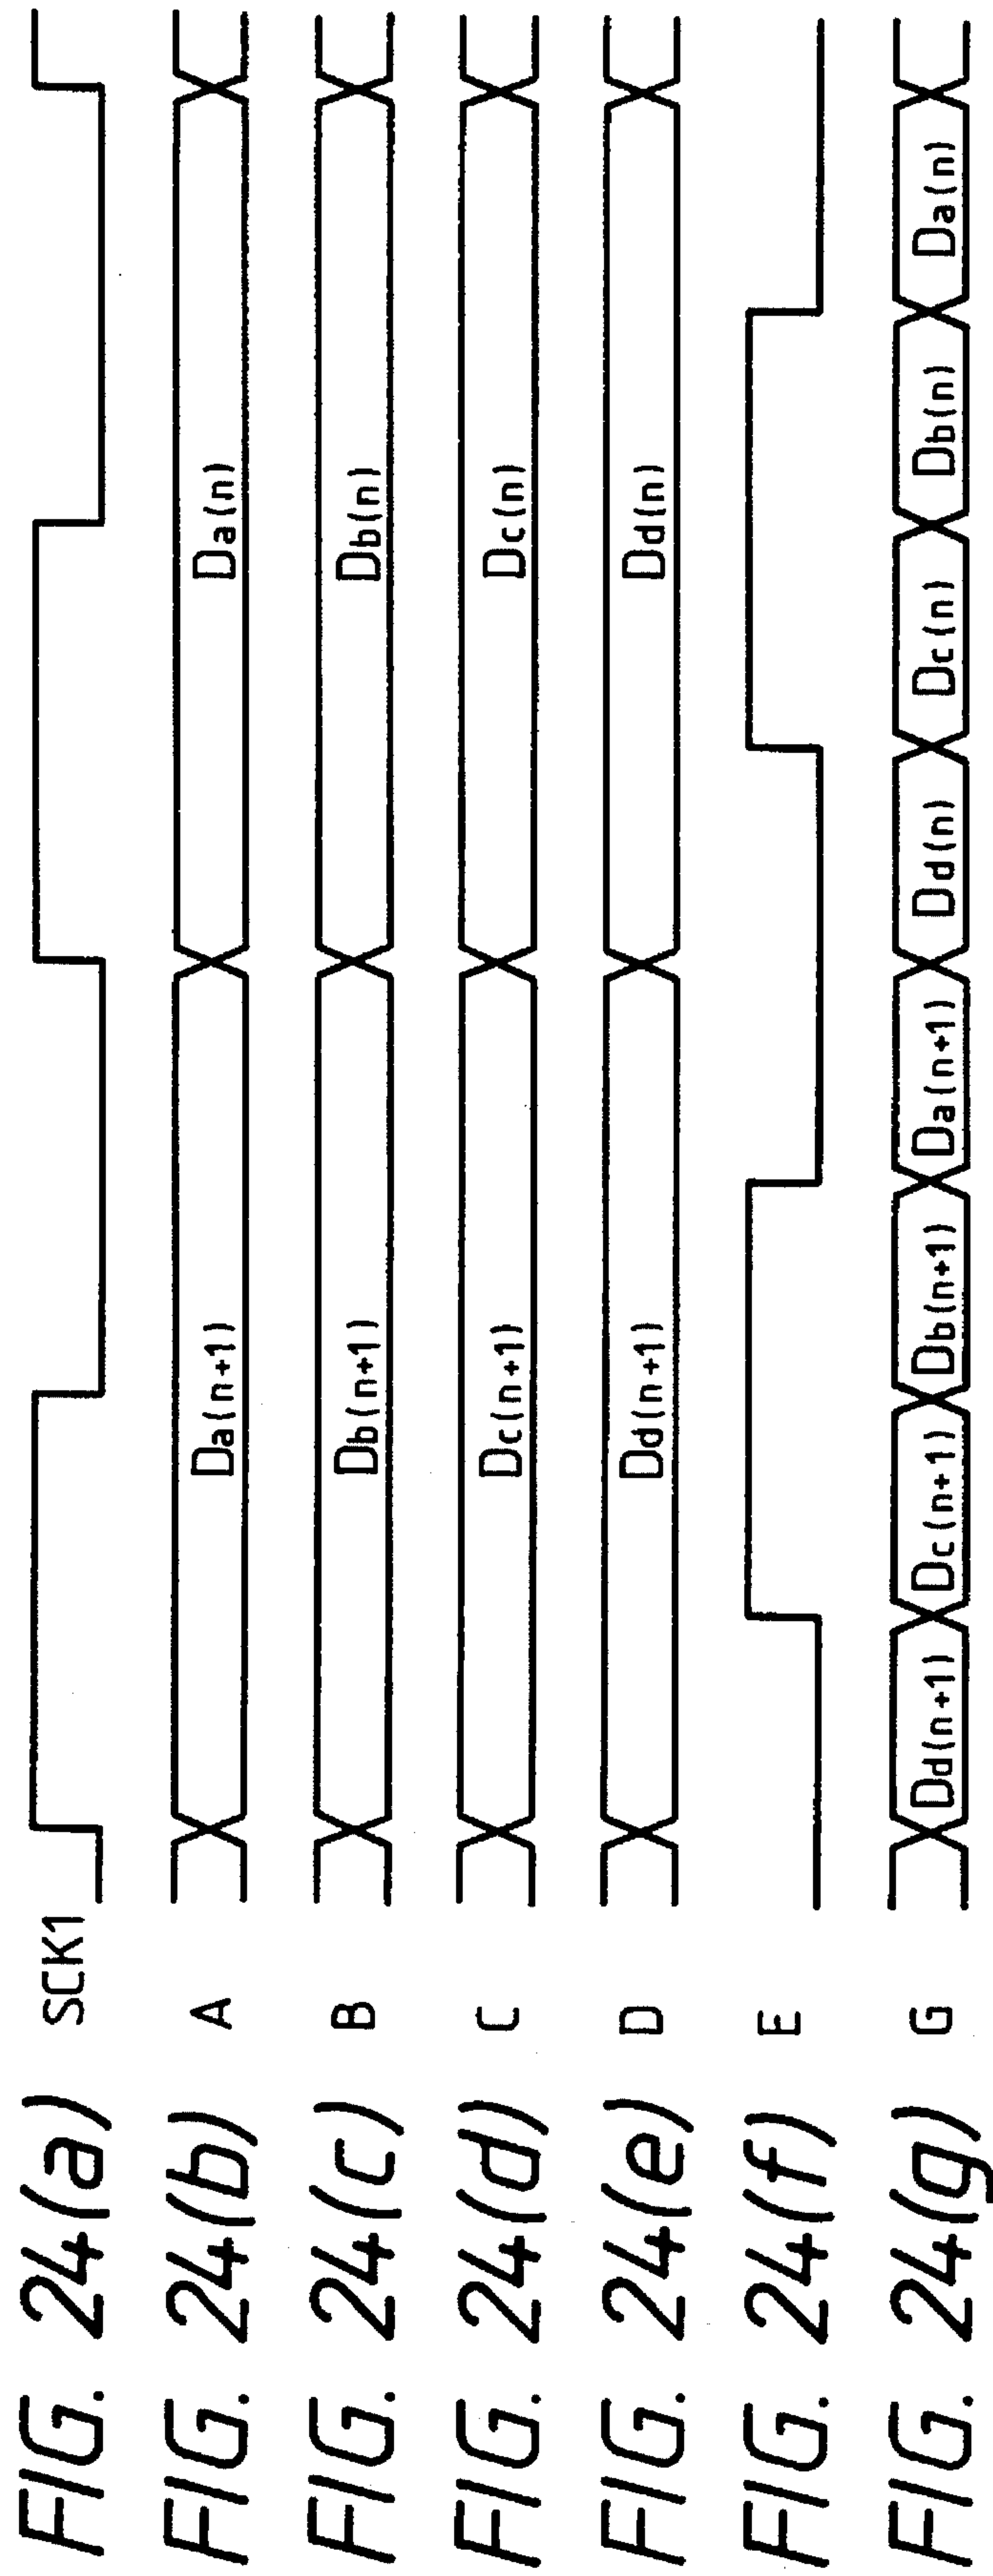 FIG. 24(a) SCK1
FIG. 24(b) A Da(n+1) Da(n)
FIG. 24(c) B Db(n+1) Db(n)
FIG. 24(d) C Dc(n+1) Dc(n)
FIG. 24(e) D Dd(n+1) Dd(n)
FIG. 24(f) E
FIG. 24(g) G Dd(n+1) Dc(n+1) Db(n+1) Da(n+1) Dd(n) Dc(n) Db(n) Da(n)